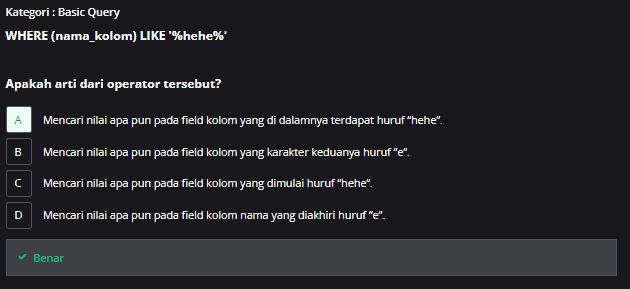 Kategori : Basic Query
WHERE (nama_kolom) LIKE '%hehe%'
Apakah arti dari operator tersebut?
A Mencari nilai apa pun pada field kolom yang di dalamnya terdapat huruf “hehe”.
B Mencari nilai apa pun pada field kolom yang karakter keduanya huruf “e”.
C Mencari nilai apa pun pada field kolom yang dimulai huruf “hehe”.
D Mencari nilai apa pun pada field kolom nama yang diakhiri huruf “e”.
Benar